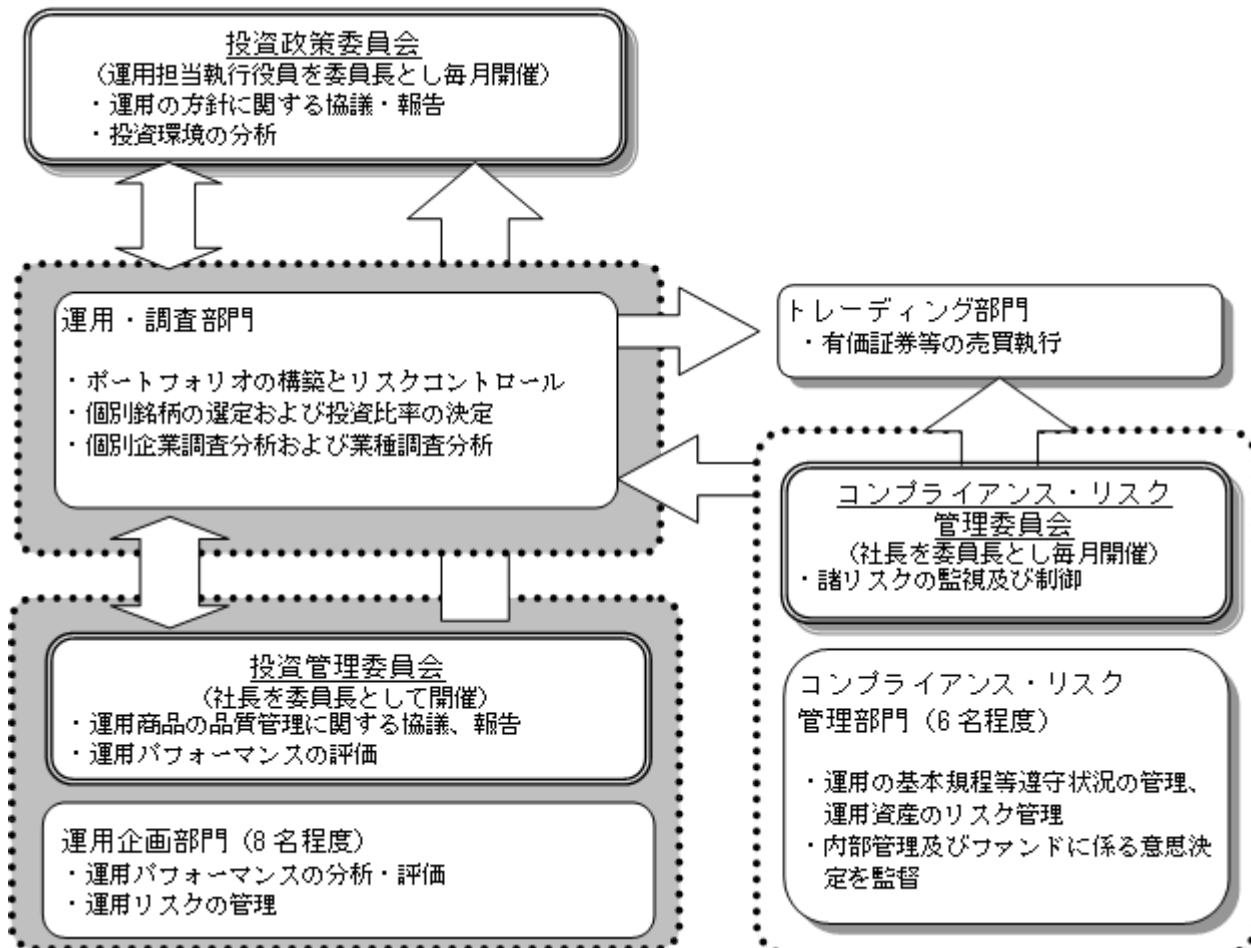 投資政策委員会
（運用担当執行役員を委員長とし毎月開催）
・運用の方針に関する協議・報告
・投資環境の分析
運用・調査部門
・ポートフォリオの構築とリスクコントロール
・個別銘柄の選定および投資比率の決定
・個別企業調査分析および業種調査分析
トレーディング部門
・有価証券等の売買執行
コンプライアンス・リスク
管理委員会
（社長を委員長とし毎月開催）
・諸リスクの監視及び制御
投資管理委員会
（社長を委員長として開催）
・運用商品の品質管理に関する協議、報告
・運用パフォーマンスの評価
運用企画部門（8名程度）
・運用パフォーマンスの分析・評価
・運用リスクの管理
コンプライアンス・リスク
管理部門（6名程度）
・運用の基本規程等遵守状況の管理、
運用資産のリスク管理
・内部管理及びファンドに係る意思決
定を監督